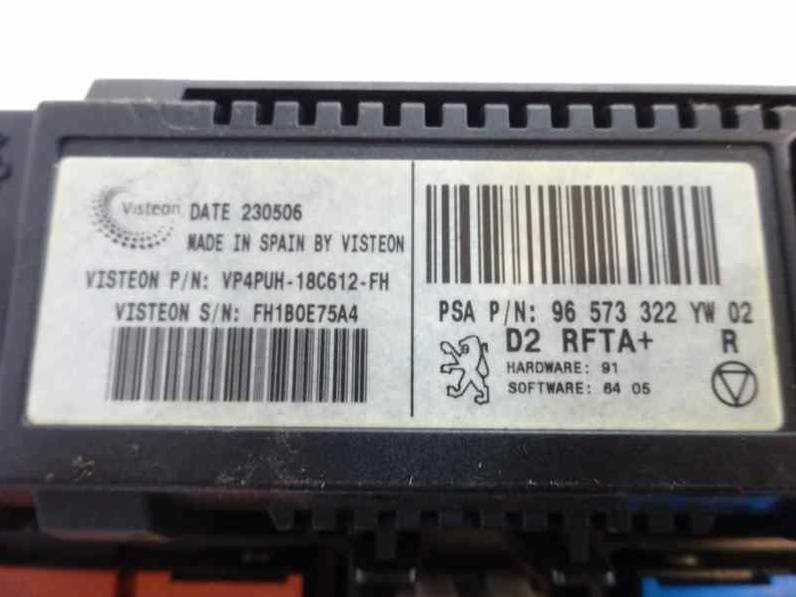 Visteon
DATE 230506
MADE IN SPAIN BY VISTEON
VISTEON P/N: VP4PUH-18C612-FH
VISTEON S/N: FH1B0E75A4
PSA P/N: 96 573 322 YW 02
D2 RFTA+ R
HARDWARE: 91
SOFTWARE: 64 05